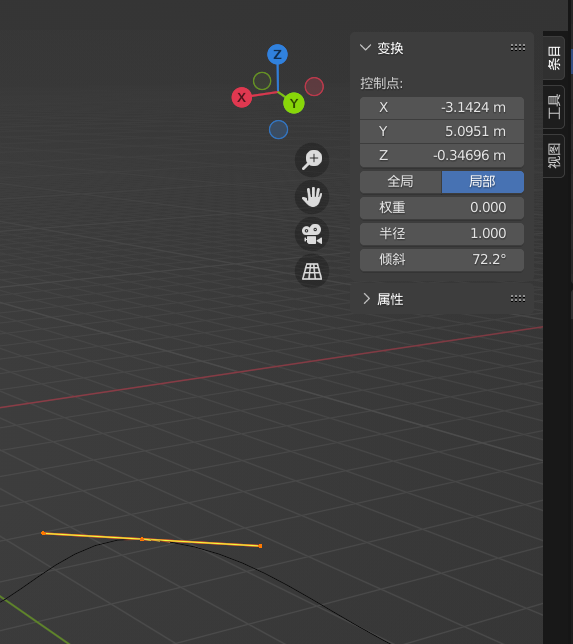 Z
X
Y
变换
控制点:
X -3.1424 m
Y 5.0951 m
Z -0.34696 m
全局 局部
权重 0.000
半径 1.000
倾斜 72.2°
属性
条目
工具
视图